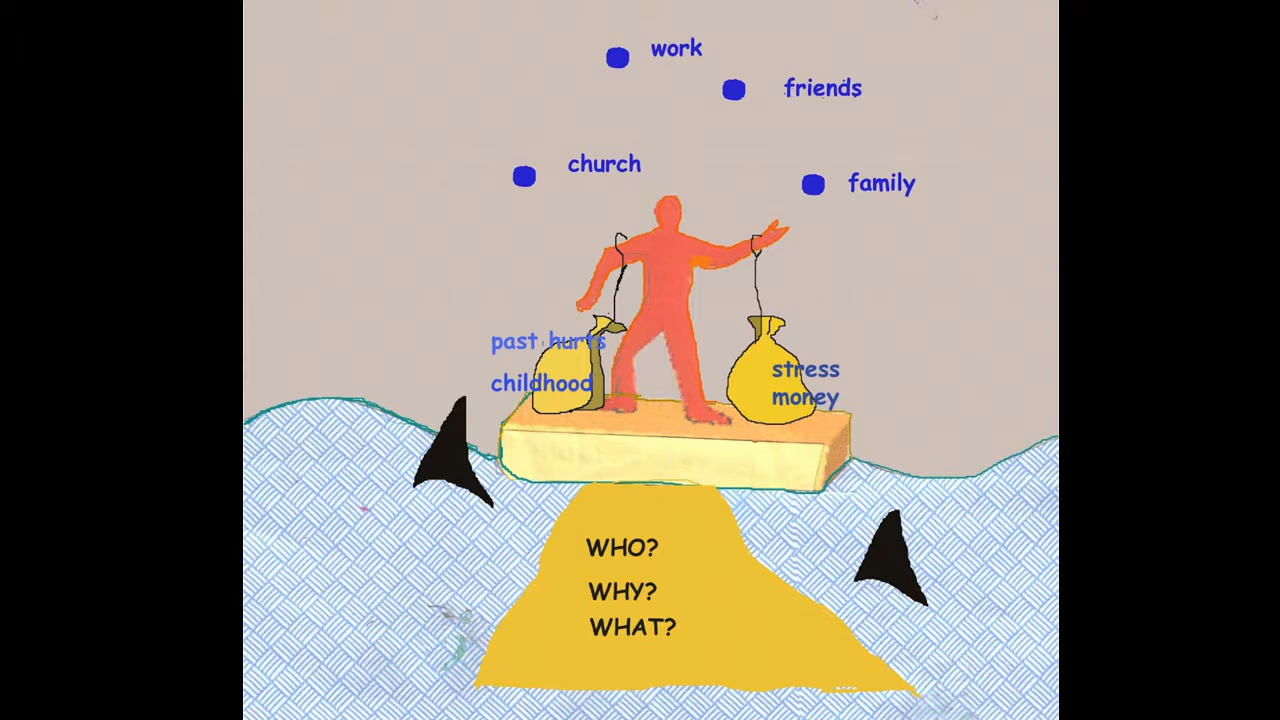 work
friends
church
family
past hurts
childhood
stress
money
WHO?
WHY?
WHAT?